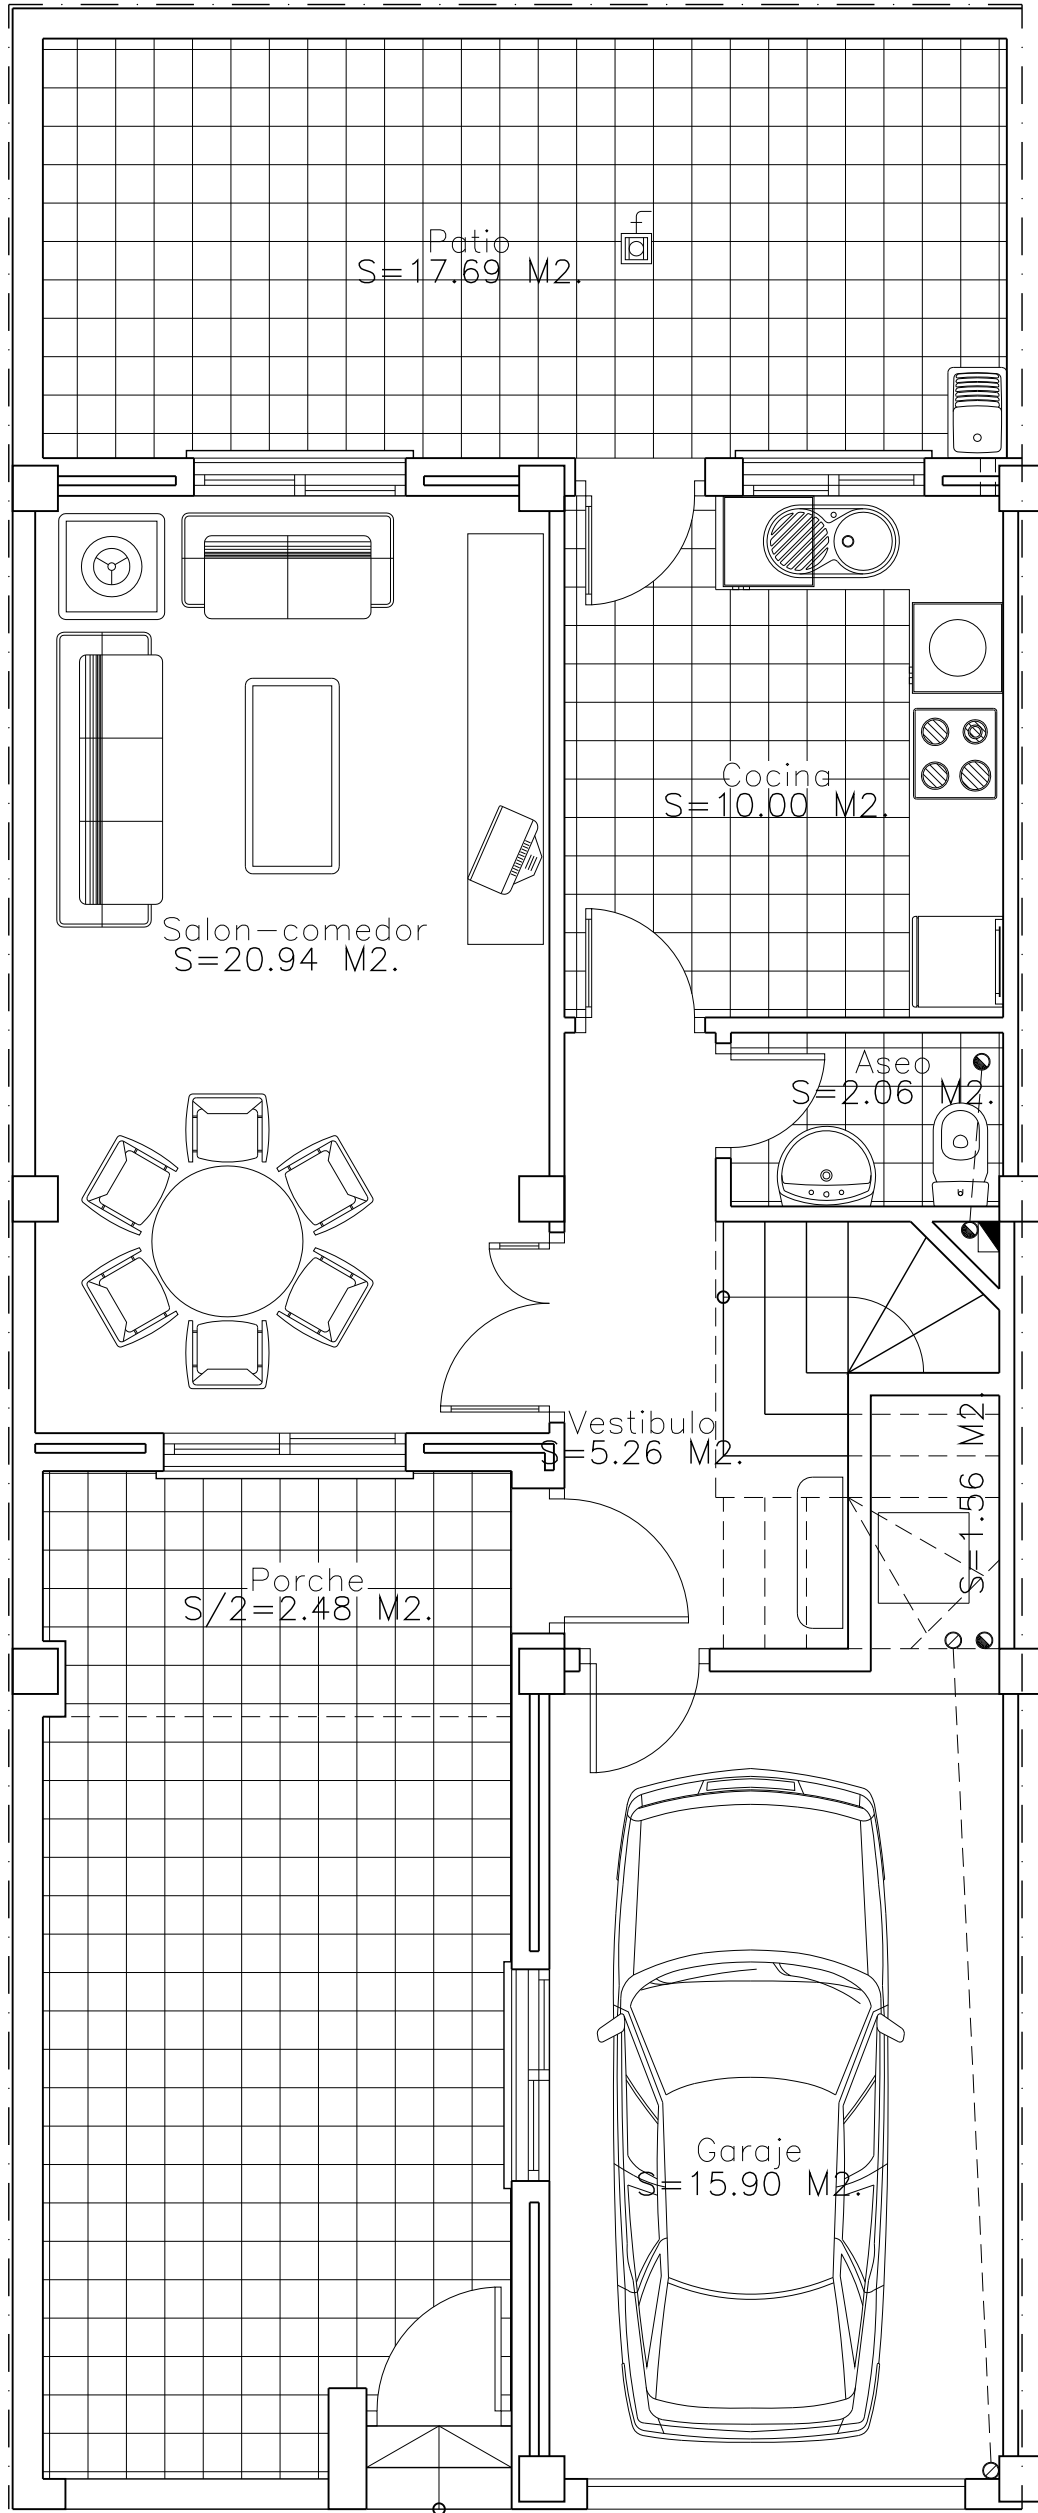 f
Patio
S=17.69 M2.
Cocina
S=10.00 M2.
Salon-comedor
S=20.94 M2.
Aseo
S=2.06 M2.
Vestibulo
S=5.26 M2.
S=1.56 M2.
Porche
S/2=2.48 M2.
Garaje
S=15.90 M2.